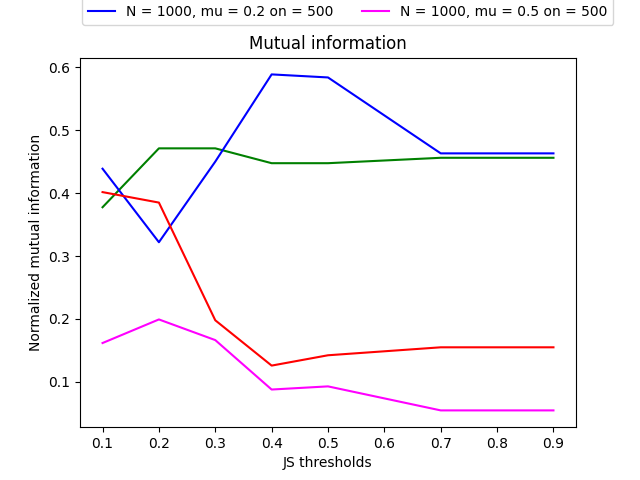 N = 1000, mu = 0.2 on = 500 N = 1000, mu = 0.5 on = 500
Mutual information
0.6
0.5
0.4
0.3
0.2
0.1
Normalized mutual information
0.1 0.2 0.3 0.4 0.5 0.6 0.7 0.8 0.9
JS thresholds